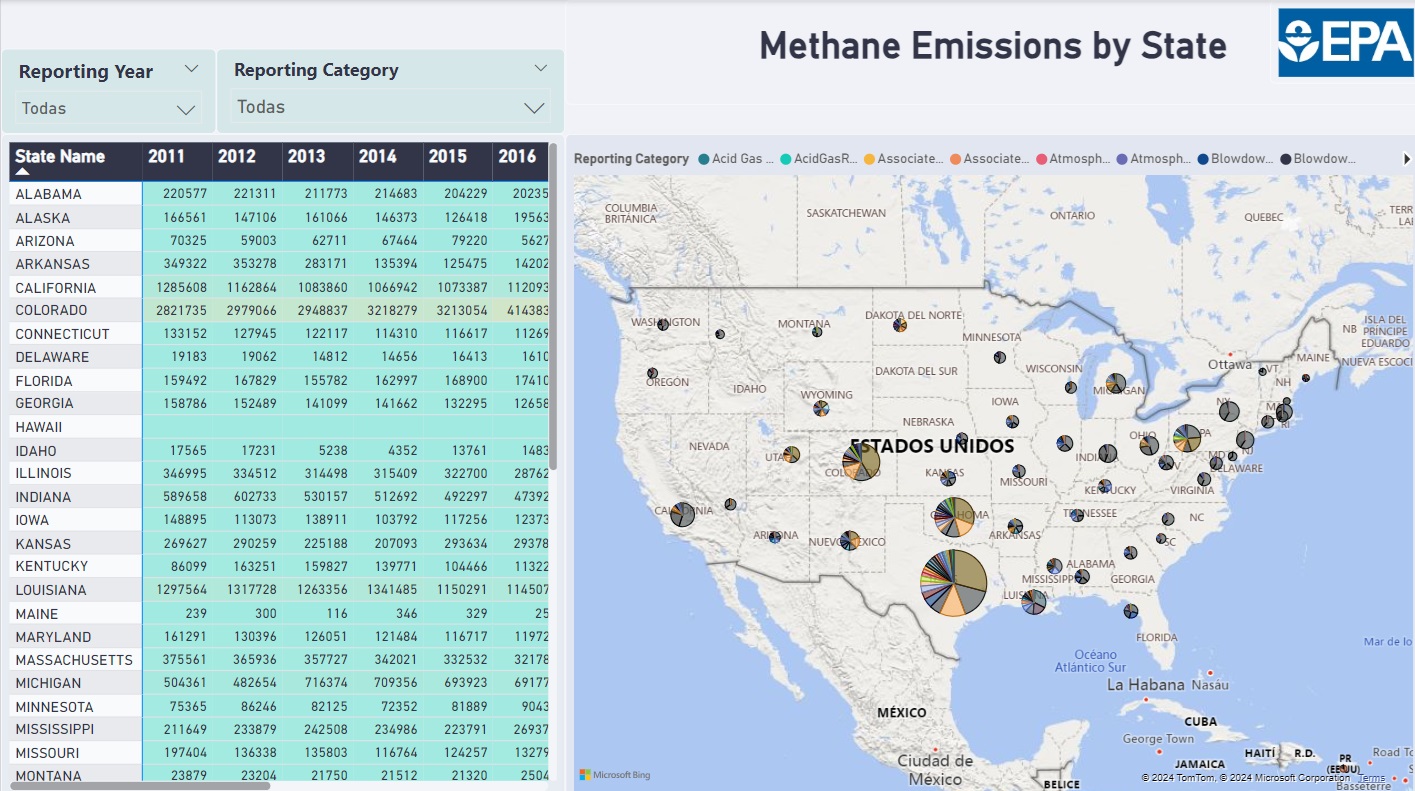 Methane Emissions by State
EPA
Reporting Year
Todas
Reporting Category
Todas
State Name 2011 2012 2013 2014 2015 2016
ALABAMA 220577 221311 211773 214683 204229 20235
ALASKA 166561 147106 161066 146373 126418 19563
ARIZONA 70325 59003 62711 67464 79220 5627
ARKANSAS 349322 353278 283171 135394 125475 14202
CALIFORNIA 1285608 1162864 1083860 1066942 1073387 112093
COLORADO 2821735 2979066 2948837 3218279 3213054 414383
CONNECTICUT 133152 127945 122117 114310 116617 11269
DELAWARE 19183 19062 14812 14656 16413 1610
FLORIDA 159492 167829 155782 162997 168900 17410
GEORGIA 158786 152489 141099 141662 132295 12658
HAWAII
IDAHO 17565 17231 5238 4352 13761 1483
ILLINOIS 346995 334512 314498 315409 322700 28762
INDIANA 589658 602733 530157 512692 492297 47392
IOWA 148895 113073 138911 103792 117256 12373
KANSAS 269627 290259 205188 207093 293634 29378
KENTUCKY 86099 163251 159827 139771 104466 11322
LOUISIANA 1297564 1317728 1263356 1341485 1150291 114507
MAINE 239 300 116 346 329 25
MARYLAND 161291 130396 126051 121484 116717 11972
MASSACHUSETTS 375561 365936 357727 342021 332532 32178
MICHIGAN 504361 482654 716374 709356 693923 69177
MINNESOTA 75365 86246 82125 72352 81889 9043
MISSISSIPPI 211649 233879 242508 234986 223791 26937
MISSOURI 197404 136338 135803 116764 124257 13279
MONTANA 23879 23204 21750 21512 21320 2504
Reporting Category Acid Gas ... AcidGasR... Associate... Associate... Atmosph... Atmosph... Blowdow... Blowdow...
COLUMBIA
BRITÁNICA
SASKATCHEWAN
ONTARIO
QUEBEC
TERR
LA
WASHINGTON
MONTANA
DAKOTA DEL NORTE
MINNESOTA
NB
ISLA DEL
PRÍNCIPE
EDUARDO
MAINE
NUEVA ESCOCI
Ottawa
VT
NH
OREGÓN
IDAHO
WYOMING
DAKOTA DEL SUR
WISCONSIN
MICHIGAN
IOWA
NY
RI
NEBRASKA
NEVADA
UTAH
COLORADO
ESTADOS UNIDOS
KANSAS
MISSOURI
INDIANA
OHIO
PA
MD
NJ
DELAWARE
KENTUCKY
VIRGINIA
CALIFORNIA
ARIZONA
NUEVO MÉXICO
OKLAHOMA
ARKANSAS
TENNESSEE
NC
SC
MISSISSIPPI
ALABAMA
GEORGIA
LUISIANA
FLORIDA
Océano
Atlántico Sur
Mar de lo
La Habana
Nasáu
MÉXICO
CUBA
George Town
Ciudad de
México
HAITÍ
R.D.
PR
(EE.UU.)
Road To
JAMAICA
BELICE
Basseterre
Microsoft Bing
© 2024 TomTom, © 2024 Microsoft Corporation Terms